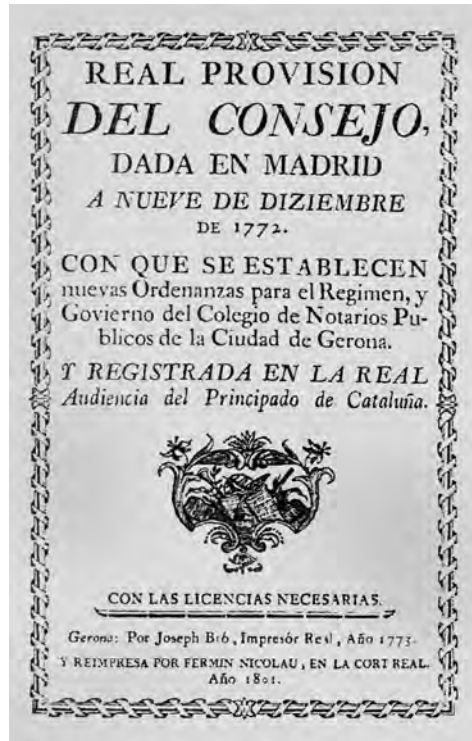 REAL PROVISION
DEL CONSEJO,
DADA EN MADRID
A NUEVE DE DIZIEMBRE
DE 1772.
CON QUE SE ESTABLECEN
nuevas Ordenanzas para el Regimen, y
Govierno del Colegio de Notarios Pu-
blicos de la Ciudad de Gerona.
Y REGISTRADA EN LA REAL
Audiencia del Principado de Cataluña.
CON LAS LICENCIAS NECESARIAS.
Gerona: Por Joseph Bró, Impresór Real, Año 1773.
Y REIMPRESA POR FERMIN NICOLAU, EN LA CORT REAL.
Año 1801.